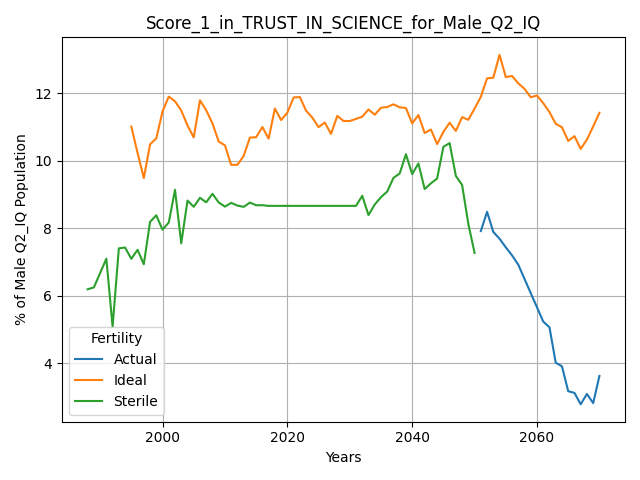 Score_1_in_TRUST_IN_SCIENCE_for_Male_Q2_IQ
% of Male Q2_IQ Population
12
10
8
6
4
Fertility
Actual
Ideal
Sterile
2000 2020 2040 2060
Years